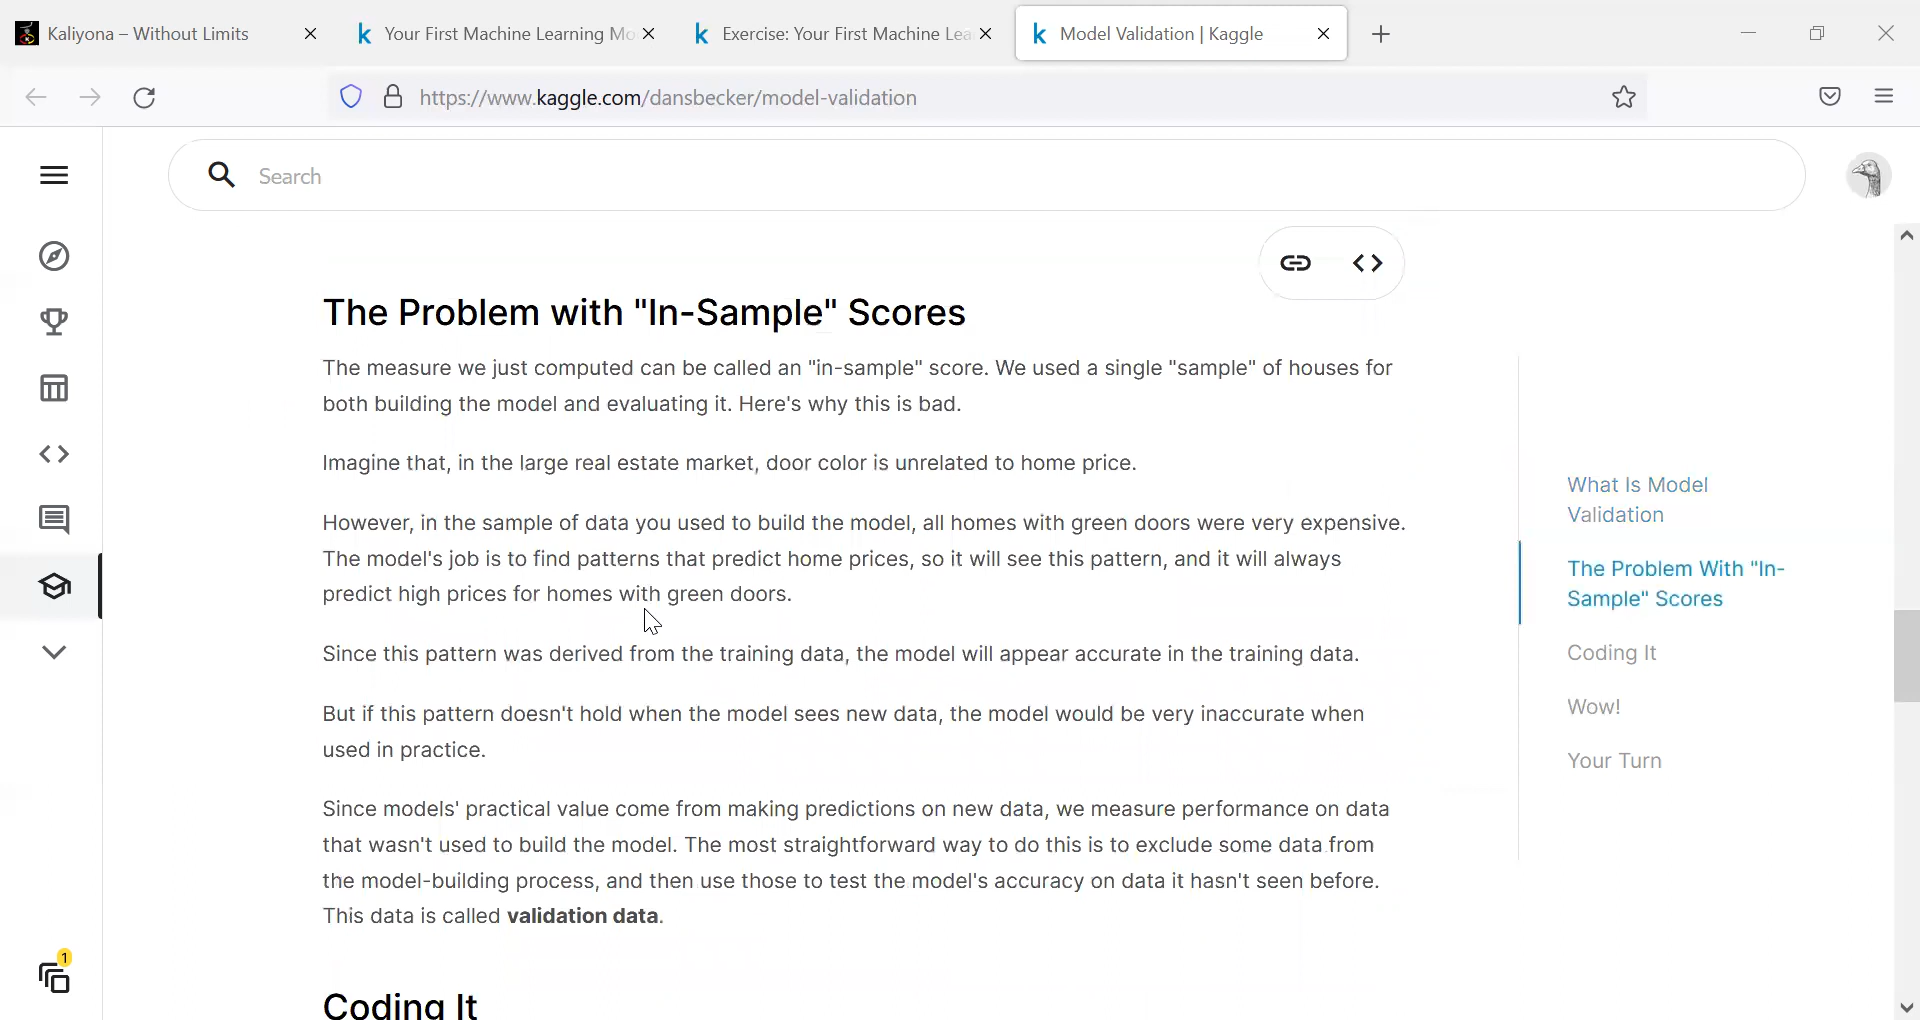 Kaliyona – Without Limits
Your First Machine Learning Mo
Exercise: Your First Machine Lea
Model Validation | Kaggle
https://www.kaggle.com/dansbecker/model-validation
Search
The Problem with "In-Sample" Scores
The measure we just computed can be called an "in-sample" score. We used a single "sample" of houses for
both building the model and evaluating it. Here's why this is bad.
Imagine that, in the large real estate market, door color is unrelated to home price.
However, in the sample of data you used to build the model, all homes with green doors were very expensive.
The model's job is to find patterns that predict home prices, so it will see this pattern, and it will always
predict high prices for homes with green doors.
Since this pattern was derived from the training data, the model will appear accurate in the training data.
But if this pattern doesn't hold when the model sees new data, the model would be very inaccurate when
used in practice.
Since models' practical value come from making predictions on new data, we measure performance on data
that wasn't used to build the model. The most straightforward way to do this is to exclude some data from
the model-building process, and then use those to test the model's accuracy on data it hasn't seen before.
This data is called validation data.
Coding It
What Is Model
Validation
The Problem With "In-
Sample" Scores
Coding It
Wow!
Your Turn
1